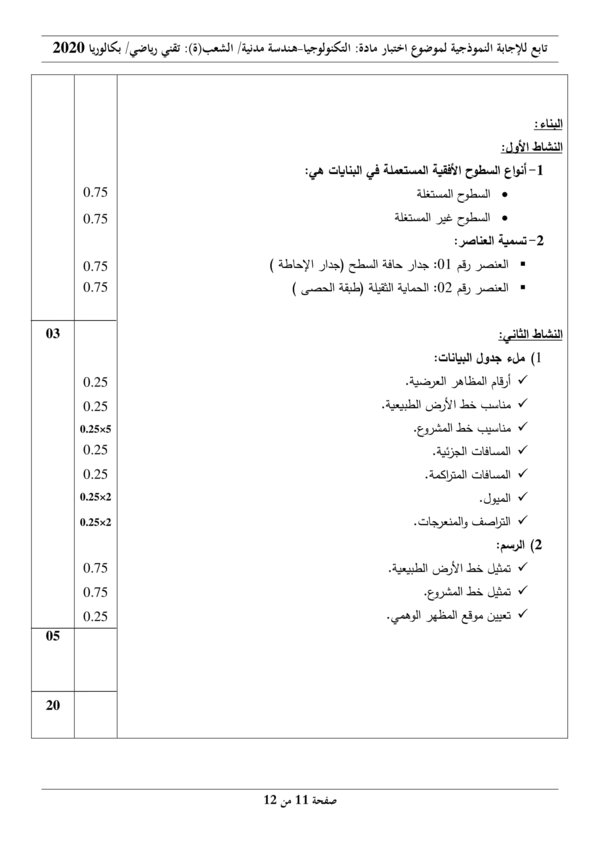 تابع للإجابة النموذجية لموضوع اختبار مادة: التكنولوجيا-هندسة مدنية/ الشعب(ة): تقني رياضي/ بكالوريا 2020
البناء:
النشاط الأول:
1- أنواع السطوح الأفقية المستعملة في البنايات هي:
• السطوح المستغلة 0.75
• السطوح غير المستغلة 0.75
2- تسمية العناصر:
▪ العنصر رقم 01: جدار حافة السطح (جدار الإحاطة ) 0.75
▪ العنصر رقم 02: الحماية الثقيلة (طبقة الحصى ) 0.75
النشاط الثاني: 03
1) ملء جدول البيانات:
✓ أرقام المظاهر العرضية. 0.25
✓ مناسب خط الأرض الطبيعية. 0.25
✓ مناسيب خط المشروع. 0.25×5
✓ المسافات الجزئية. 0.25
✓ المسافات المتراكمة. 0.25
✓ الميول. 0.25×2
✓ التراصف والمنعرجات. 0.25×2
2) الرسم:
✓ تمثيل خط الأرض الطبيعية. 0.75
✓ تمثيل خط المشروع. 0.75
✓ تعيين موقع المظهر الوهمي. 0.25
05
20
صفحة 11 من 12